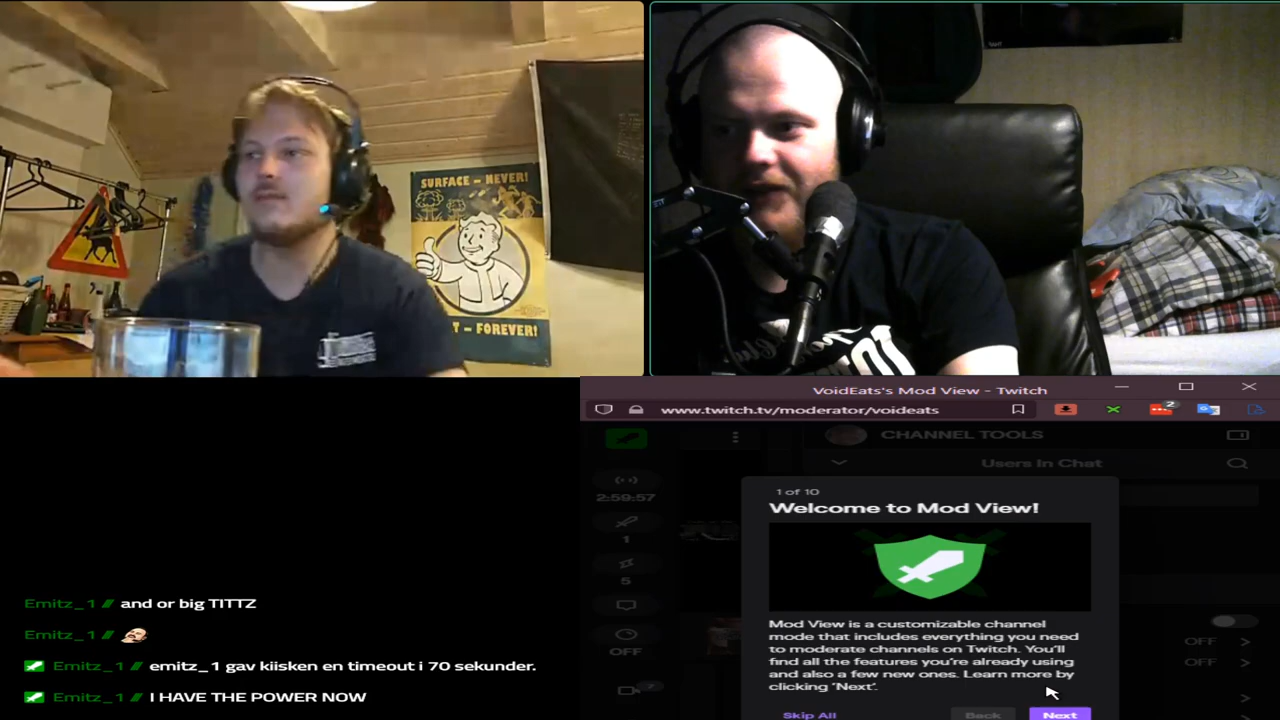 SURFACE – NEVER!
T – FOREVER!
VoidEats's Mod View - Twitch
www.twitch.tv/moderator/voideats
2
CHANNEL TOOLS
Users In Chat
2:59:57
1
5
OFF
OFF
OFF
1 of 10
Welcome to Mod View!
Mod View is a customizable channel
mode that includes everything you need
to moderate channels on Twitch. You'll
find all the features you're already using
and also a few new ones. Learn more by
clicking 'Next'.
Skip All
Back
Next
Emitz_1 // and or big TITTZ
Emitz_1 //
Emitz_1 // emitz_1 gav kiisken en timeout i 70 sekunder.
Emitz_1 // I HAVE THE POWER NOW